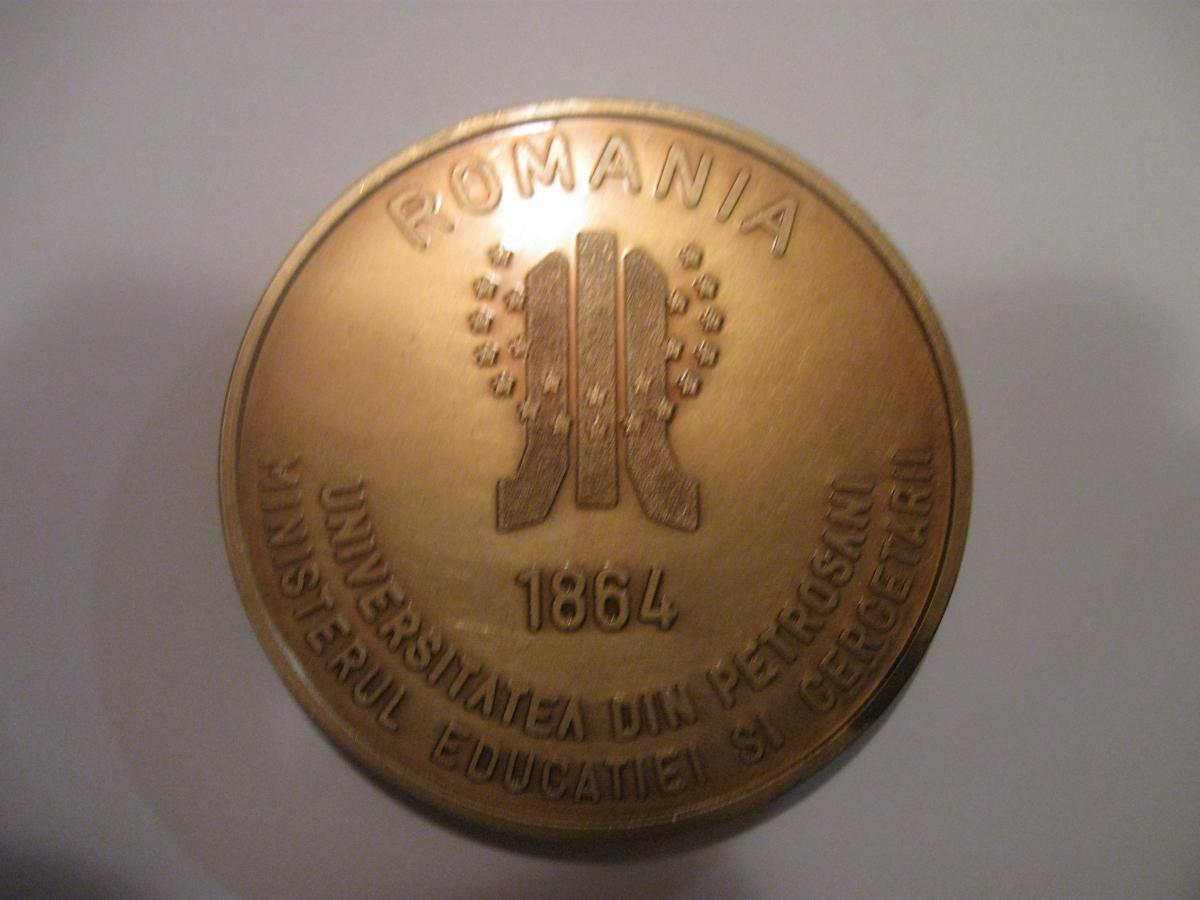 ROMANIA
1864
UNIVERSITATEA DIN PETROSANI
MINISTERUL EDUCATIEI SI CERCETARII